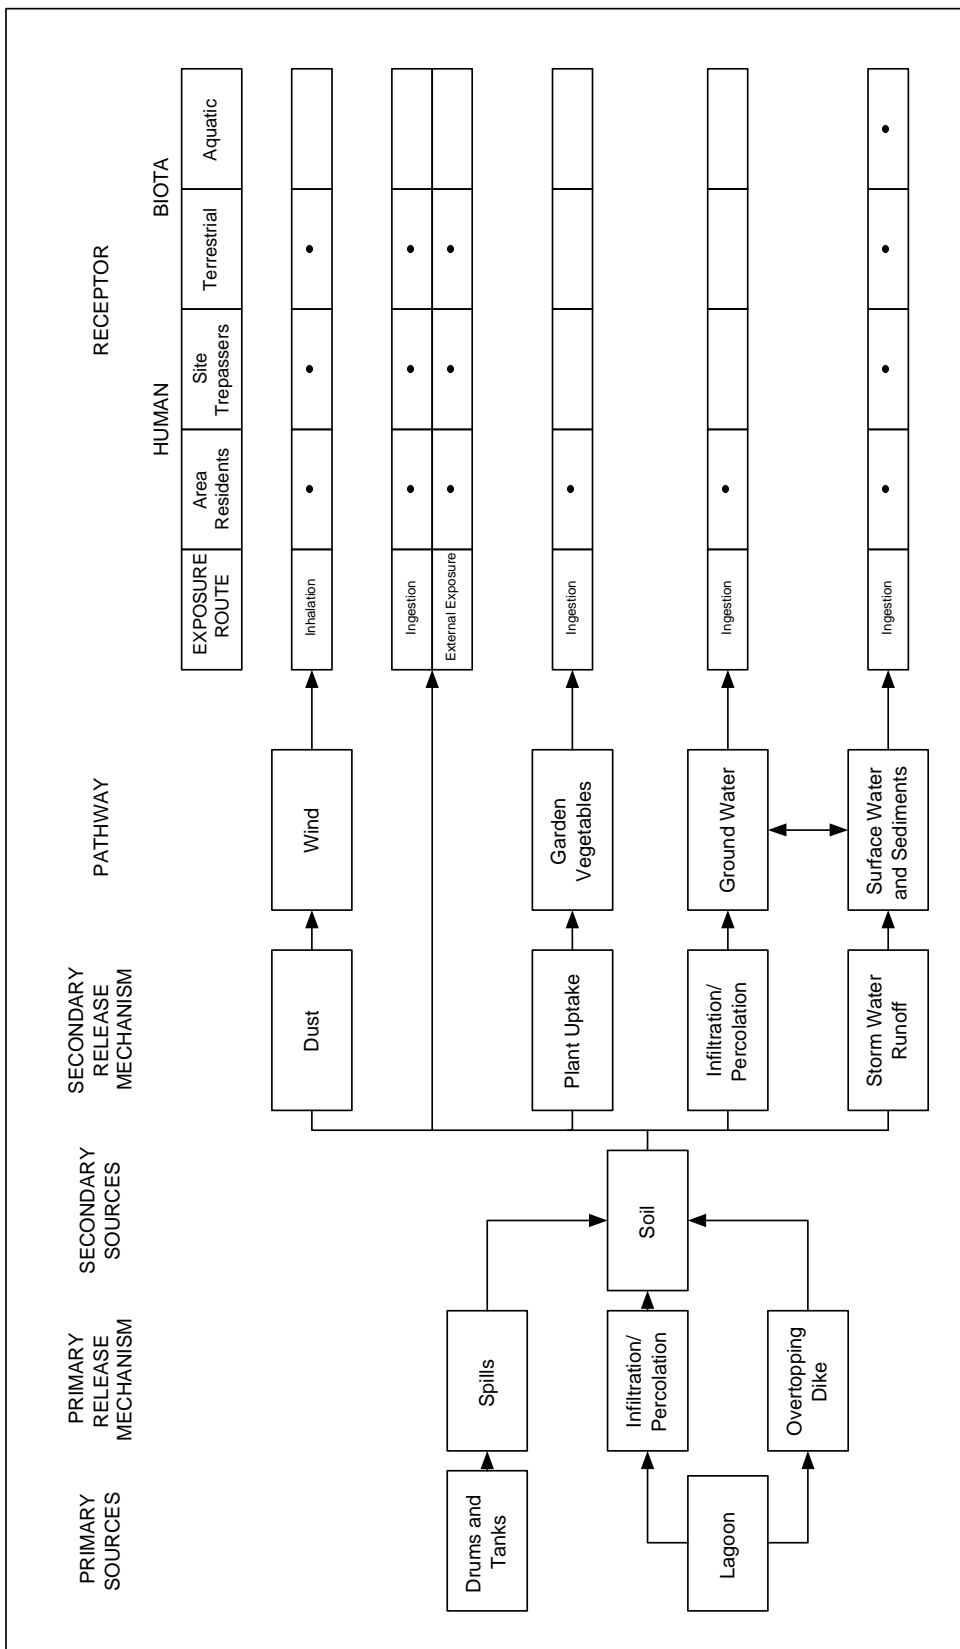 PRIMARY
SOURCES
PRIMARY
RELEASE
MECHANISM
SECONDARY
SOURCES
SECONDARY
RELEASE
MECHANISM
PATHWAY
RECEPTOR
HUMAN
BIOTA
EXPOSURE
ROUTE
Area
Residents
Site
Trepassers
Terrestrial
Aquatic
Drums and
Tanks
Lagoon
Spills
Infiltration/
Percolation
Overtopping
Dike
Soil
Dust
Wind
Inhalation
Ingestion
External Exposure
Plant Uptake
Garden
Vegetables
Ingestion
Infiltration/
Percolation
Ground Water
Ingestion
Storm Water
Runoff
Surface Water
and Sediments
Ingestion